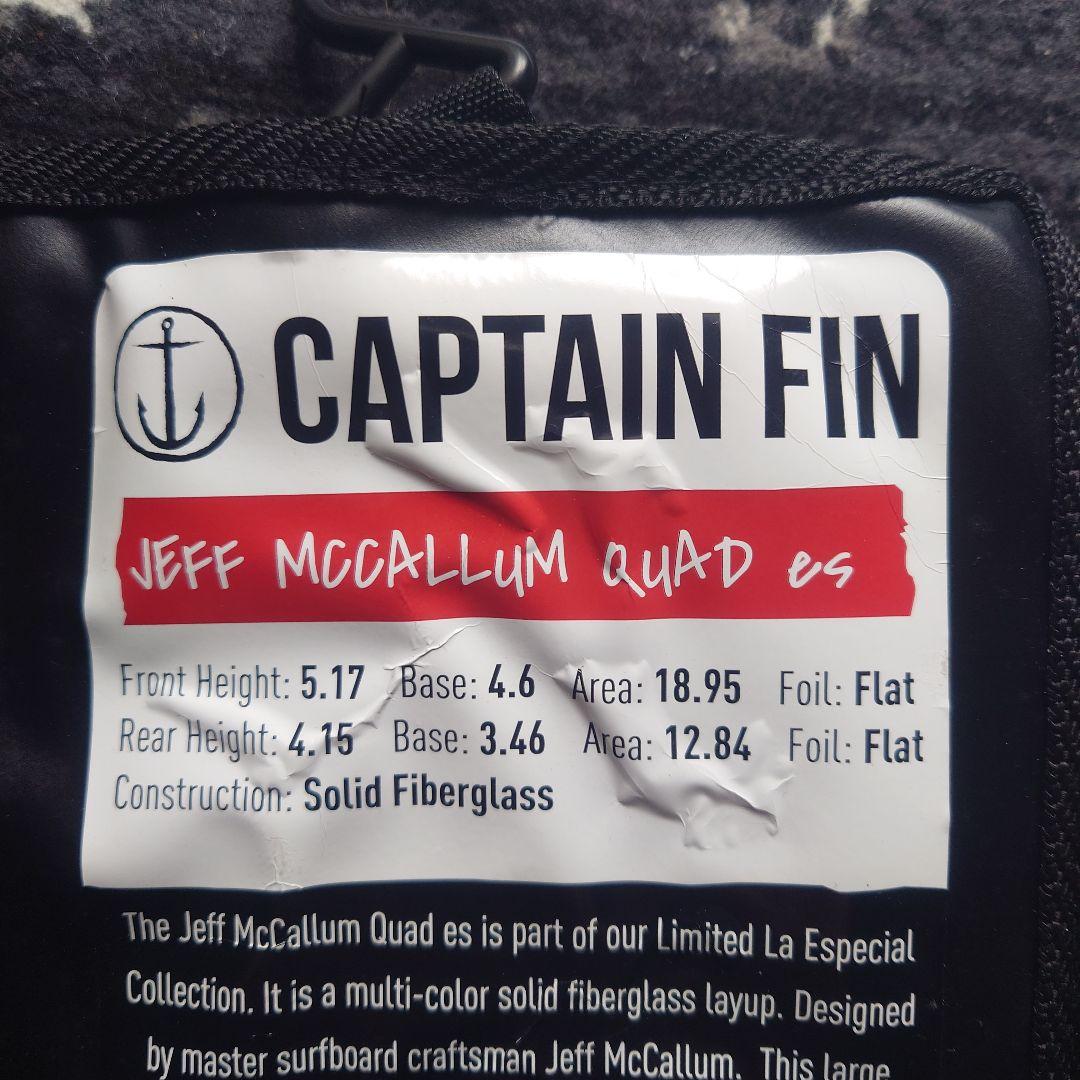 CAPTAIN FIN
JEFF MCCALLUM QUAD es
Front Height: 5.17 Base: 4.6 Area: 18.95 Foil: Flat
Rear Height: 4.15 Base: 3.46 Area: 12.84 Foil: Flat
Construction: Solid Fiberglass
The Jeff McCallum Quad es is part of our Limited La Especial
Collection. It is a multi-color solid fiberglass layup. Designed
by master surfboard craftsman Jeff McCallum. This large